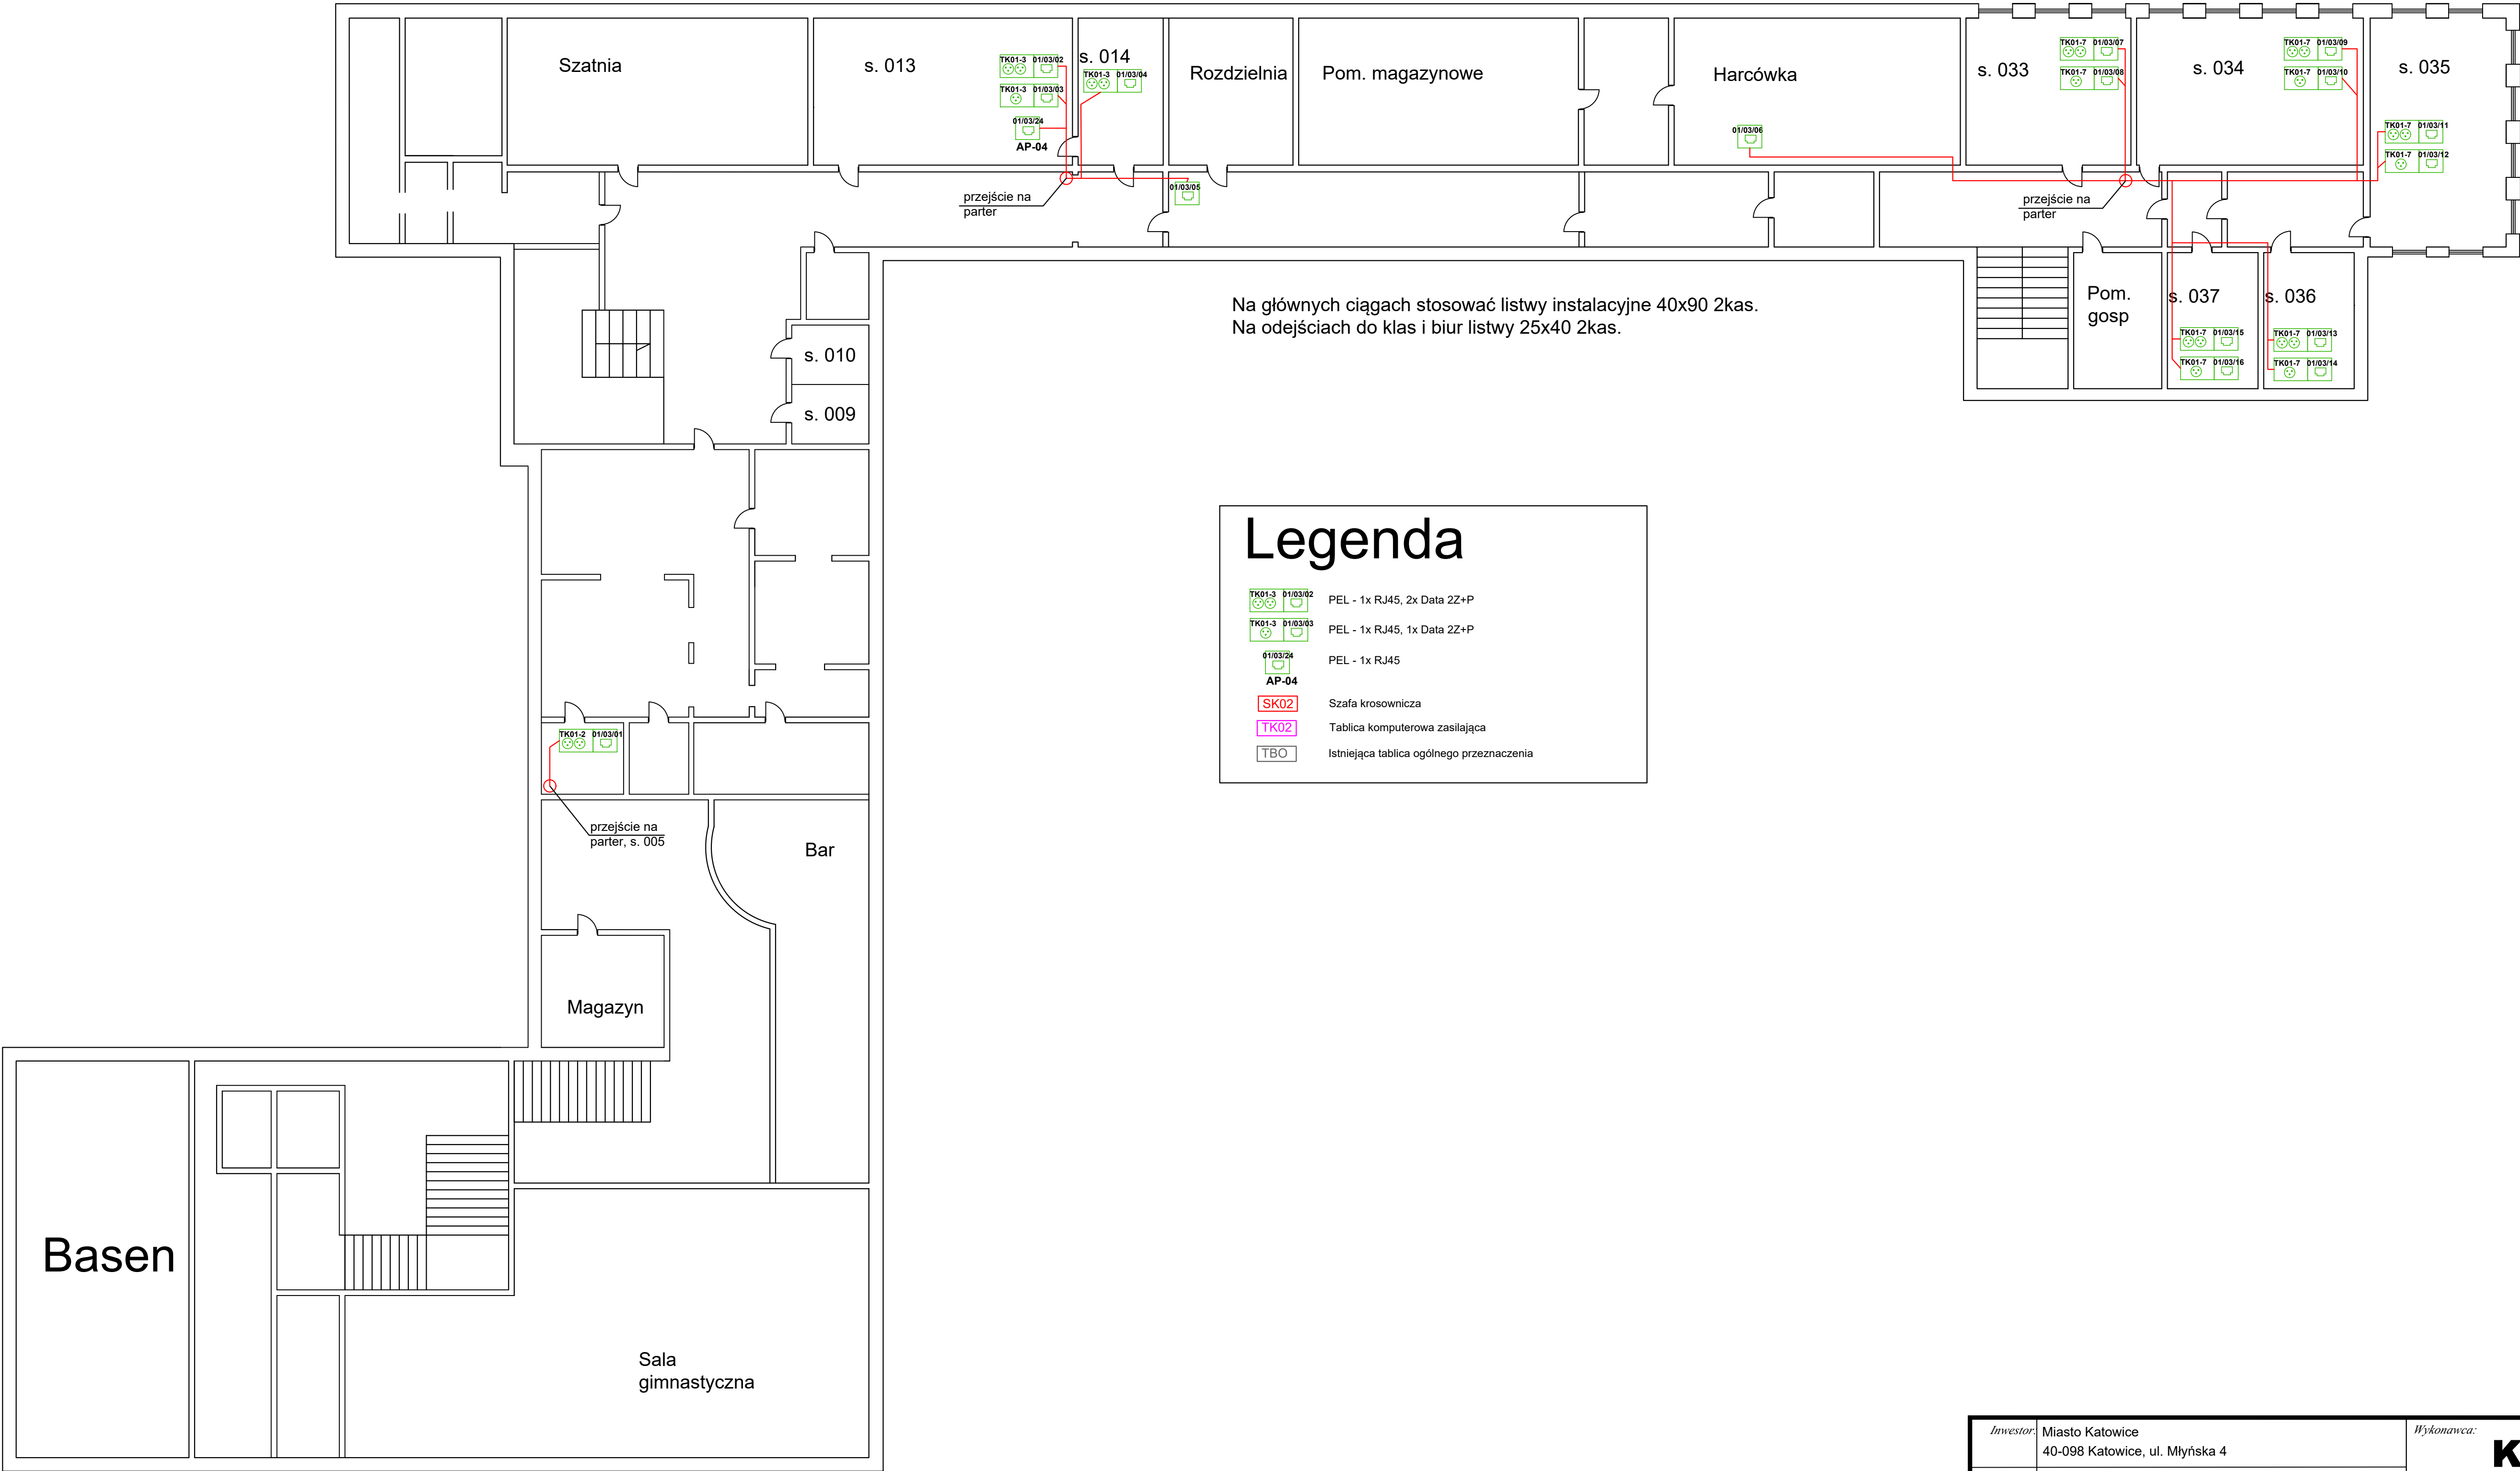 Szatnia
s. 013
TK01-3 01/03/02
TK01-3 01/03/03
01/03/24
AP-04
s. 014
TK01-3 01/03/04
Rozdzielnia
Pom. magazynowe
Harcówka
01/03/06
s. 033
TK01-7 01/03/07
TK01-7 01/03/08
s. 034
TK01-7 01/03/09
TK01-7 01/03/10
s. 035
TK01-7 01/03/11
TK01-7 01/03/12
przejście na
parter
01/03/05
przejście na
parter
Na głównych ciągach stosować listwy instalacyjne 40x90 2kas.
Na odejściach do klas i biur listwy 25x40 2kas.
Pom.
gosp
s. 037
TK01-7 01/03/15
TK01-7 01/03/16
s. 036
TK01-7 01/03/13
TK01-7 01/03/14
s. 010
s. 009
Legenda
TK01-3 01/03/02
PEL - 1x RJ45, 2x Data 2Z+P
TK01-3 01/03/03
PEL - 1x RJ45, 1x Data 2Z+P
01/03/24
PEL - 1x RJ45
AP-04
SK02
Szafa krosownicza
TK02
Tablica komputerowa zasilająca
TBO
Istniejąca tablica ogólnego przeznaczenia
TK01-2 01/03/01
przejście na
parter, s. 005
Bar
Magazyn
Basen
Sala
gimnastyczna
Inwestor:
Miasto Katowice
40-098 Katowice, ul. Młyńska 4
Wykonawca:
K